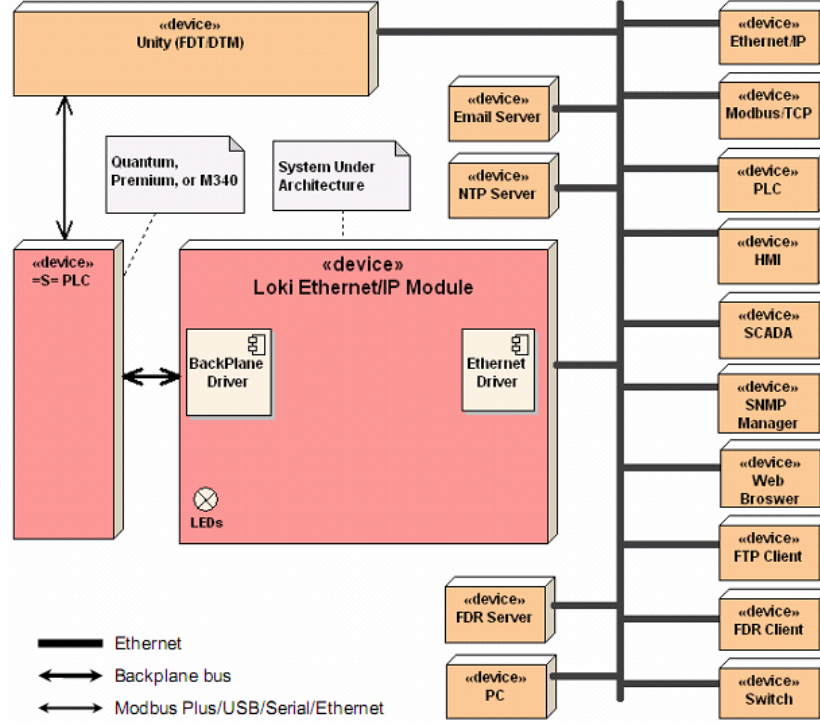 «device»
Unity (FDT/DTM)
«device»
Ethernet/IP
«device»
Email Server
«device»
Modbus/TCP
Quantum,
Premium, or M340
System Under
Architecture
«device»
NTP Server
«device»
PLC
«device»
=S= PLC
«device»
Loki Ethernet/IP Module
«device»
HMI
BackPlane
Driver
Ethernet
Driver
«device»
SCADA
«device»
SNMP
Manager
«device»
Web
Broswer
LEDs
«device»
FTP Client
«device»
FDR Server
«device»
FDR Client
«device»
PC
«device»
Switch
Ethernet
Backplane bus
Modbus Plus/USB/Serial/Ethernet